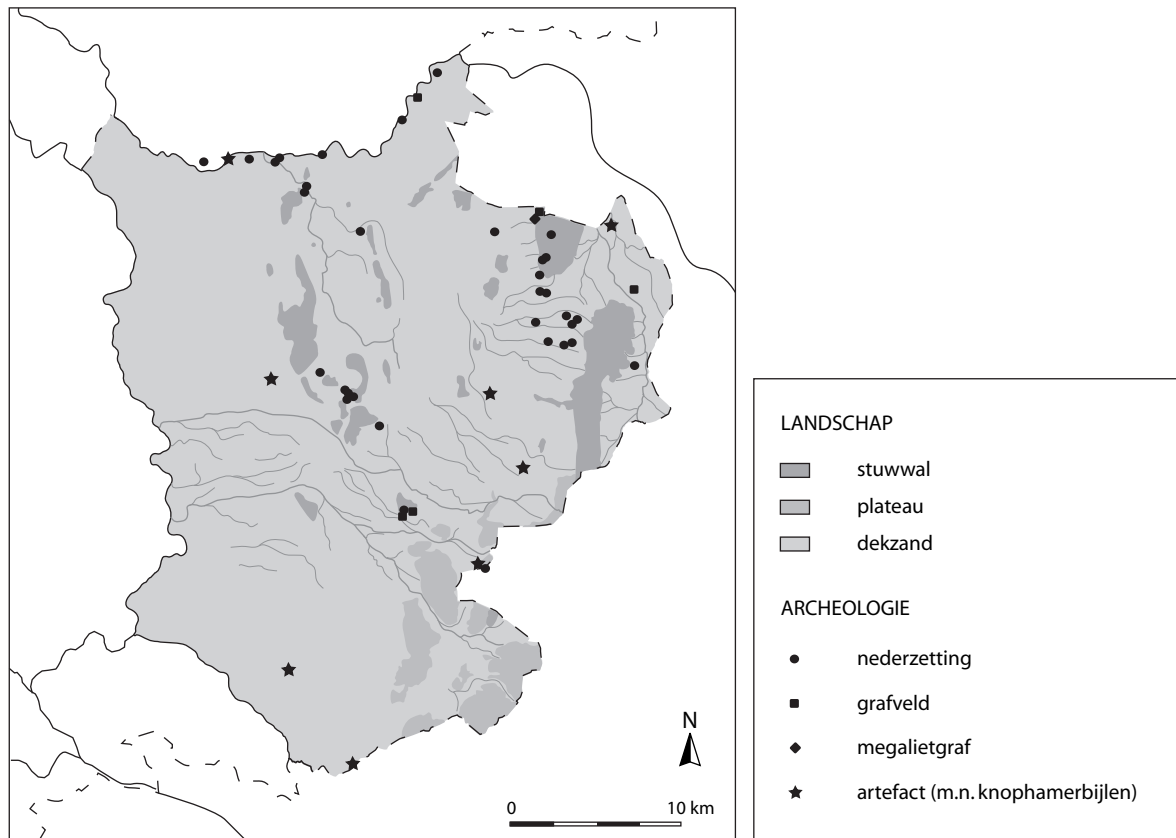 N
0 10 km
LANDSCHAP
stuwwal
plateau
dekzand
ARCHEOLOGIE
nederzetting
grafveld
megalietgraf
artefact (m.n. knophamerbijlen)